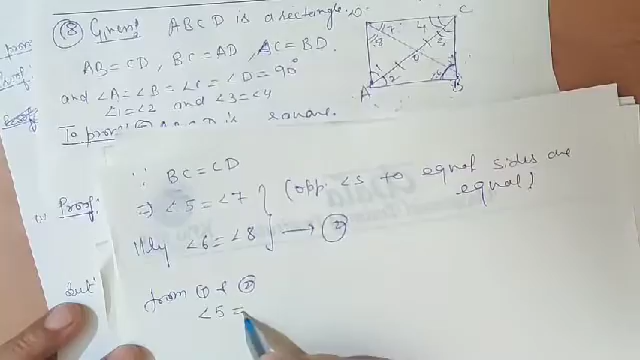 (18) Given ABCD is a rectangle
D C
AB=CD, BC=AD, AC=BD.
and ∠A=∠B=∠C=∠D=90°
∠1=∠2 and ∠3=∠4
A B
To prove is square.
Proof:
∵ BC=CD
⇒ ∠5=∠7 } (opp. ∠s to equal sides are equal)
|||ly ∠6=∠8 } → (2)
but
from (1) & (2)
∠5 =